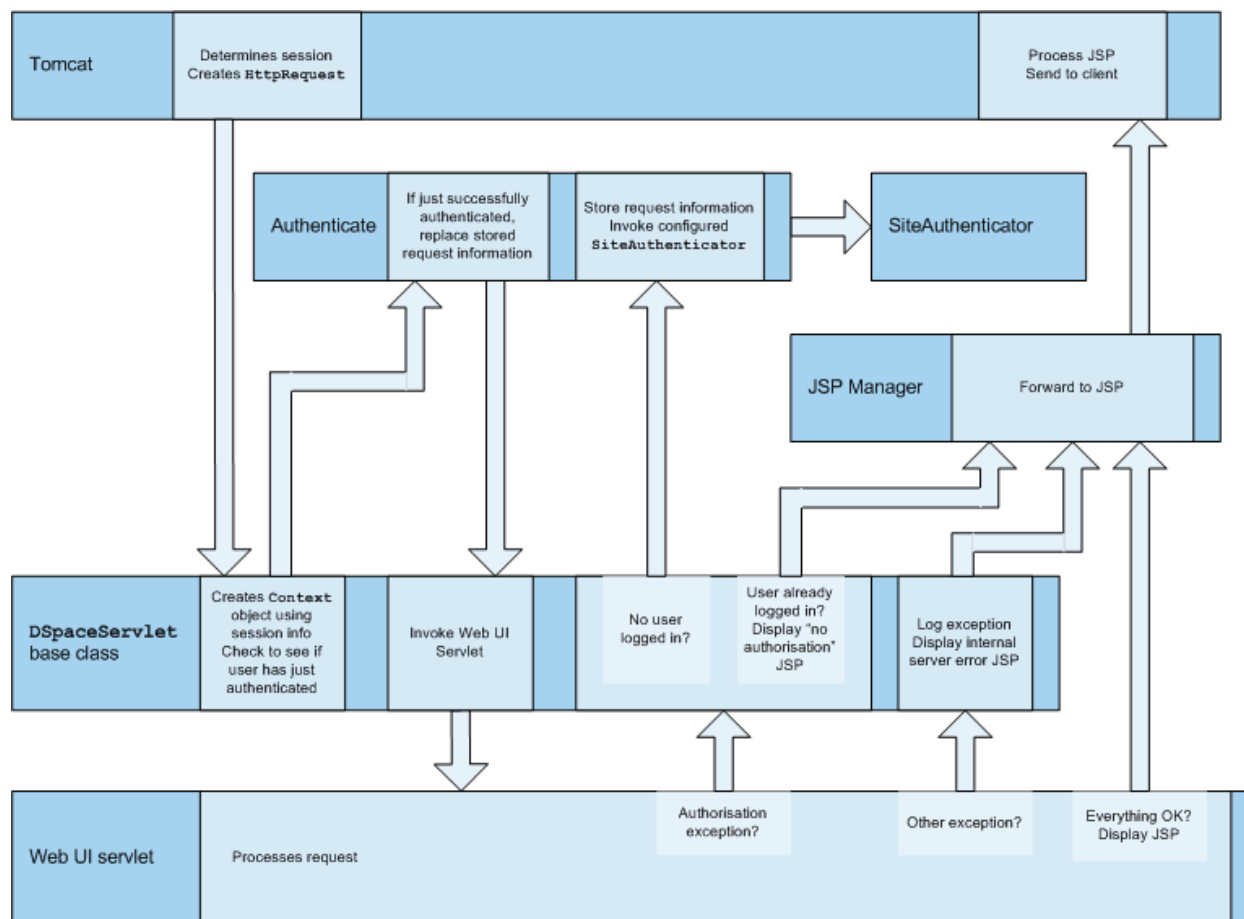 Tomcat
Determines session
Creates HttpRequest
Process JSP
Send to client
Authenticate
If just successfully
authenticated,
replace stored
request information
Store request information
Invoke configured
SiteAuthenticator
SiteAuthenticator
JSP Manager
Forward to JSP
DSpaceServlet
base class
Creates Context
object using
session info
Check to see if
user has just
authenticated
Invoke Web UI
Servlet
No user
logged in?
User already
logged in?
Display "no
authorisation"
JSP
Log exception
Display internal
server error JSP
Web UI servlet
Processes request
Authorisation
exception?
Other exception?
Everything OK?
Display JSP